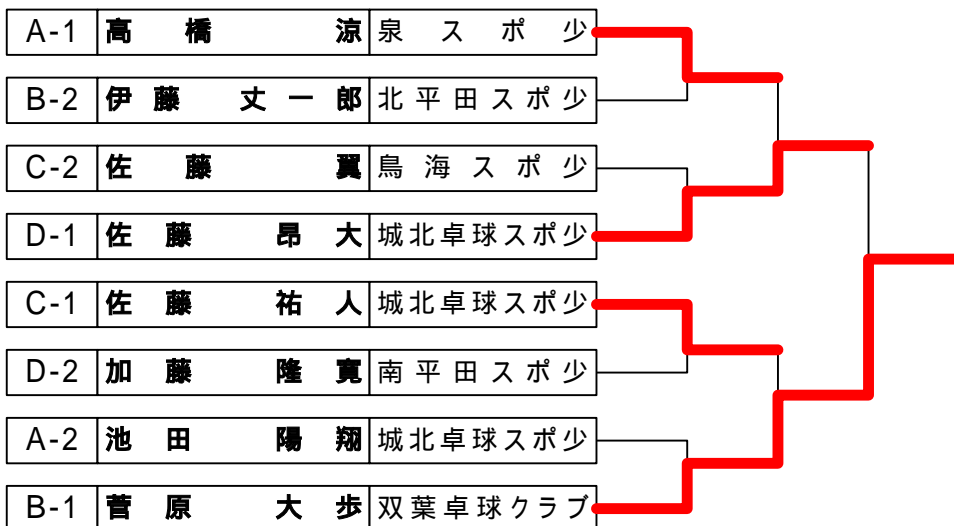 A-1 高橋 涼 泉スポ少
B-2 伊藤 丈一郎 北平田スポ少
C-2 佐藤 翼 鳥海スポ少
D-1 佐藤 昂大 城北卓球スポ少
C-1 佐藤 祐人 城北卓球スポ少
D-2 加藤 隆寛 南平田スポ少
A-2 池田 陽翔 城北卓球スポ少
B-1 菅原 大歩 双葉卓球クラブ